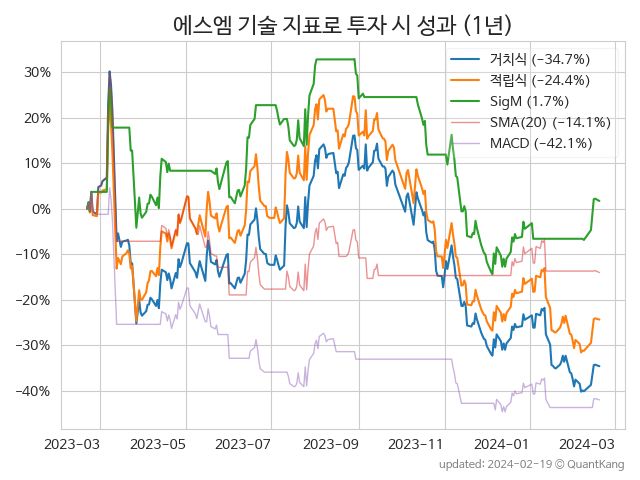 에스엠 기술 지표로 투자 시 성과 (1년)
거치식 (−34.7%)
적립식 (−24.4%)
SigM (1.7%)
SMA(20) (−14.1%)
MACD (−42.1%)
30%
20%
10%
0%
−10%
−20%
−30%
−40%
2023-03 2023-05 2023-07 2023-09 2023-11 2024-01 2024-03
updated: 2024-02-19 © QuantKang